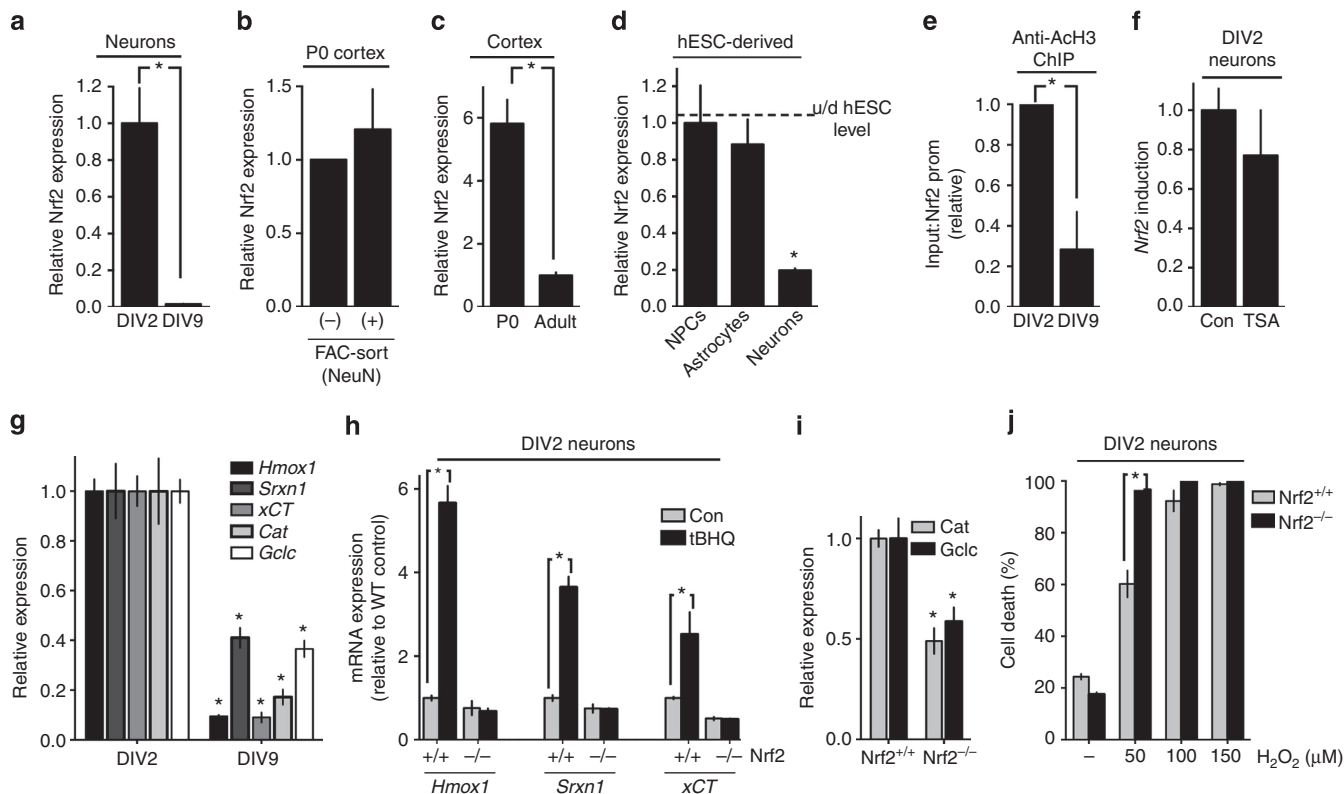 a
Neurons
*
Relative Nrf2 expression
1.2
1.0
0.8
0.6
0.4
0.2
0.0
DIV2 DIV9
b
P0 cortex
Relative Nrf2 expression
1.5
1.0
0.5
0.0
(–) (+)
FAC-sort
(NeuN)
c
Cortex
*
Relative Nrf2 expression
6
4
2
0
P0 Adult
d
hESC-derived
Relative Nrf2 expression
1.2
1.0
0.8
0.6
0.4
0.2
0.0
u/d hESC
level
*
NPCs
Astrocytes
Neurons
e
Anti-AcH3
ChIP
*
Input:Nrf2 prom
(relative)
1.0
0.8
0.6
0.4
0.2
0.0
DIV2 DIV9
f
DIV2
neurons
Nrf2 induction
1.0
0.8
0.6
0.4
0.2
0.0
Con TSA
g
Relative expression
1.0
0.8
0.6
0.4
0.2
0.0
Hmox1
Srxn1
xCT
Cat
Gclc
* * * * *
DIV2 DIV9
h
DIV2 neurons
mRNA expression
(relative to WT control)
6
4
2
0
Con
tBHQ
* * *
+/+ –/– +/+ –/– +/+ –/– Nrf2
Hmox1 Srxn1 xCT
i
Relative expression
1.0
0.5
0.0
Cat
Gclc
* *
Nrf2+/+ Nrf2–/–
j
DIV2 neurons
Cell death (%)
100
80
60
40
20
0
*
Nrf2+/+
Nrf2–/–
– 50 100 150 H2O2 (μM)